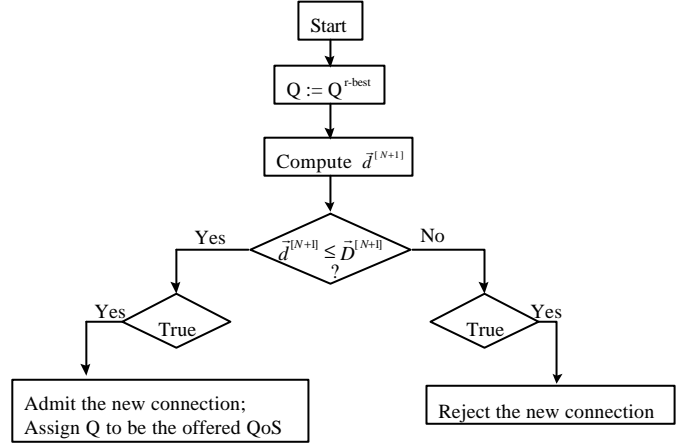 Start
Q := Q^r-best
Compute d⃗^[N+1]
Yes
d⃗^[N+1] ≤ D⃗^[N+1]
No
?
Yes
True
Yes
True
Admit the new connection;
Assign Q to be the offered QoS
Reject the new connection